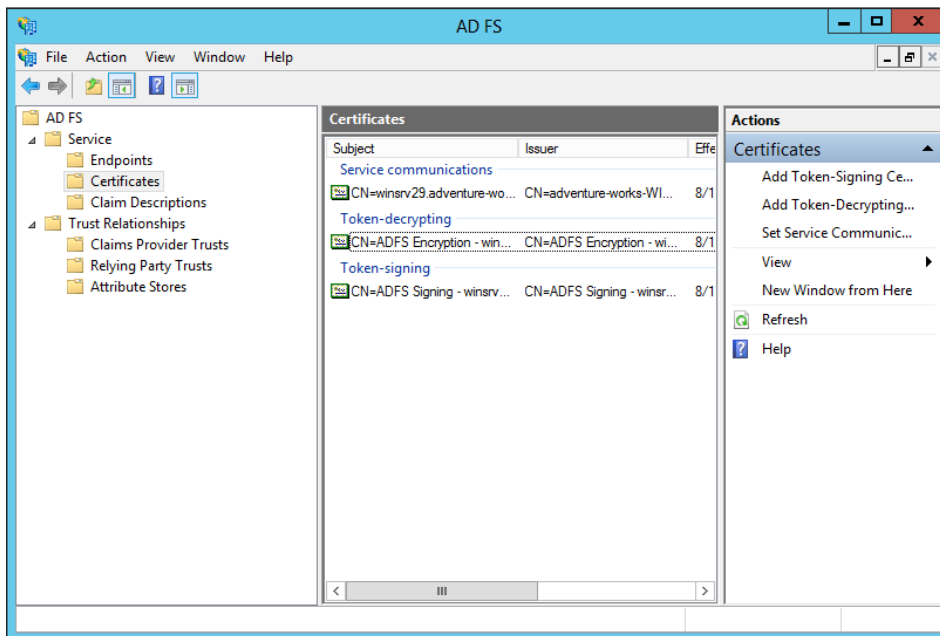 AD FS
File Action View Window Help
AD FS
Service
Endpoints
Certificates
Claim Descriptions
Trust Relationships
Claims Provider Trusts
Relying Party Trusts
Attribute Stores
Certificates
Subject Issuer Effe
Service communications
CN=winsrv29.adventure-wo... CN=adventure-works-WI... 8/1
Token-decrypting
CN=ADFS Encryption - win... CN=ADFS Encryption - wi... 8/1
Token-signing
CN=ADFS Signing - winsrv... CN=ADFS Signing - winsr... 8/1
Actions
Certificates
Add Token-Signing Ce...
Add Token-Decrypting...
Set Service Communic...
View
New Window from Here
Refresh
Help